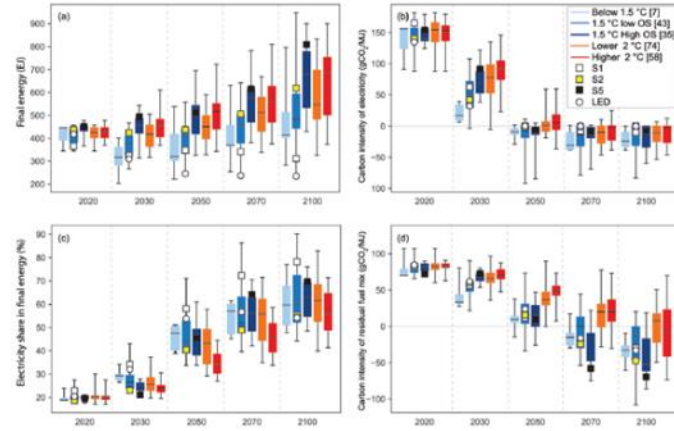 (a)
Final energy (EJ)
900
800
700
600
500
400
300
200
2020
2030
2050
2070
2100
(b)
Carbon intensity of electricity (gCO₂/MJ)
150
100
50
0
−50
100
2020
2030
2050
2070
2100
Below 1.5 °C [7]
1.5 °C low OS [43]
1.5 °C High OS [35]
Lower 2 °C [74]
Higher 2 °C [58]
S1
S2
S5
LED
(c)
Electricity share in final energy (%)
90
80
70
60
50
40
30
20
2020
2030
2050
2070
2100
(d)
Carbon intensity of residual fuel mix (gCO₂/MJ)
100
50
0
−50
−100
2020
2030
2050
2070
2100